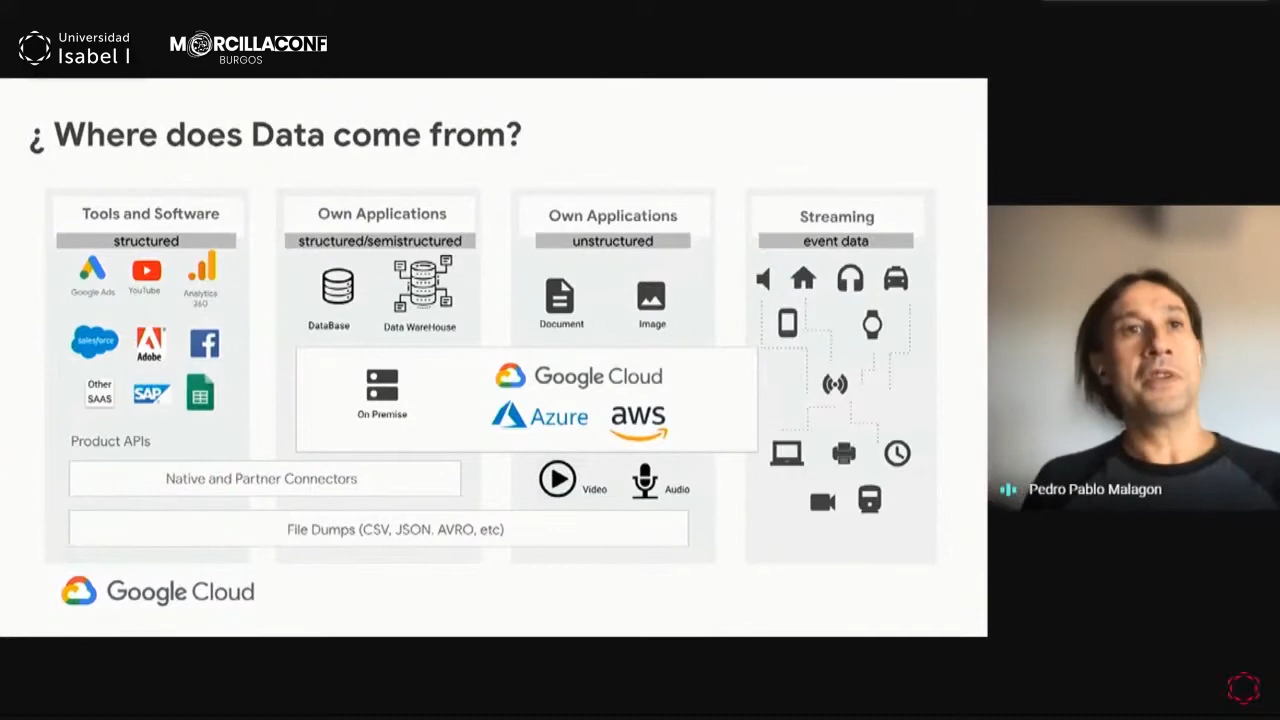 Universidad
Isabel I
MORCILLACONF
BURGOS
¿ Where does Data come from?
Tools and Software
structured
Google Ads
YouTube
Analytics
360
salesforce
Adobe
Other
SAAS
SAP
Product APIs
Own Applications
structured/semistructured
DataBase
Data WareHouse
On Premise
Google Cloud
Azure
aws
Own Applications
unstructured
Document
Image
Video
Audio
Streaming
event data
Native and Partner Connectors
File Dumps (CSV, JSON. AVRO, etc)
Google Cloud
Pedro Pablo Malagon